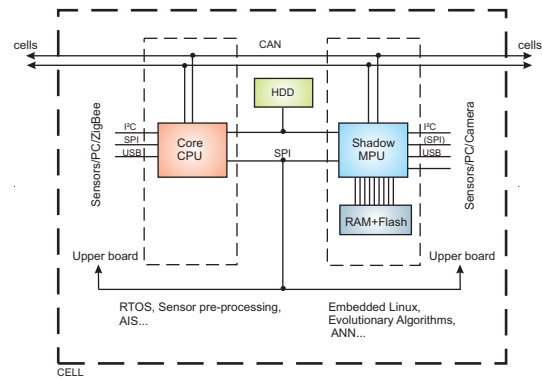 cells
CAN
cells
HDD
Sensors/PC/ZigBee
I²C
SPI
USB
Core
CPU
SPI
Shadow
MPU
I²C
(SPI)
USB
Sensors/PC/Camera
RAM+Flash
Upper board
Upper board
RTOS, Sensor pre-processing,
AIS...
Embedded Linux,
Evolutionary Algorithms,
ANN...
CELL